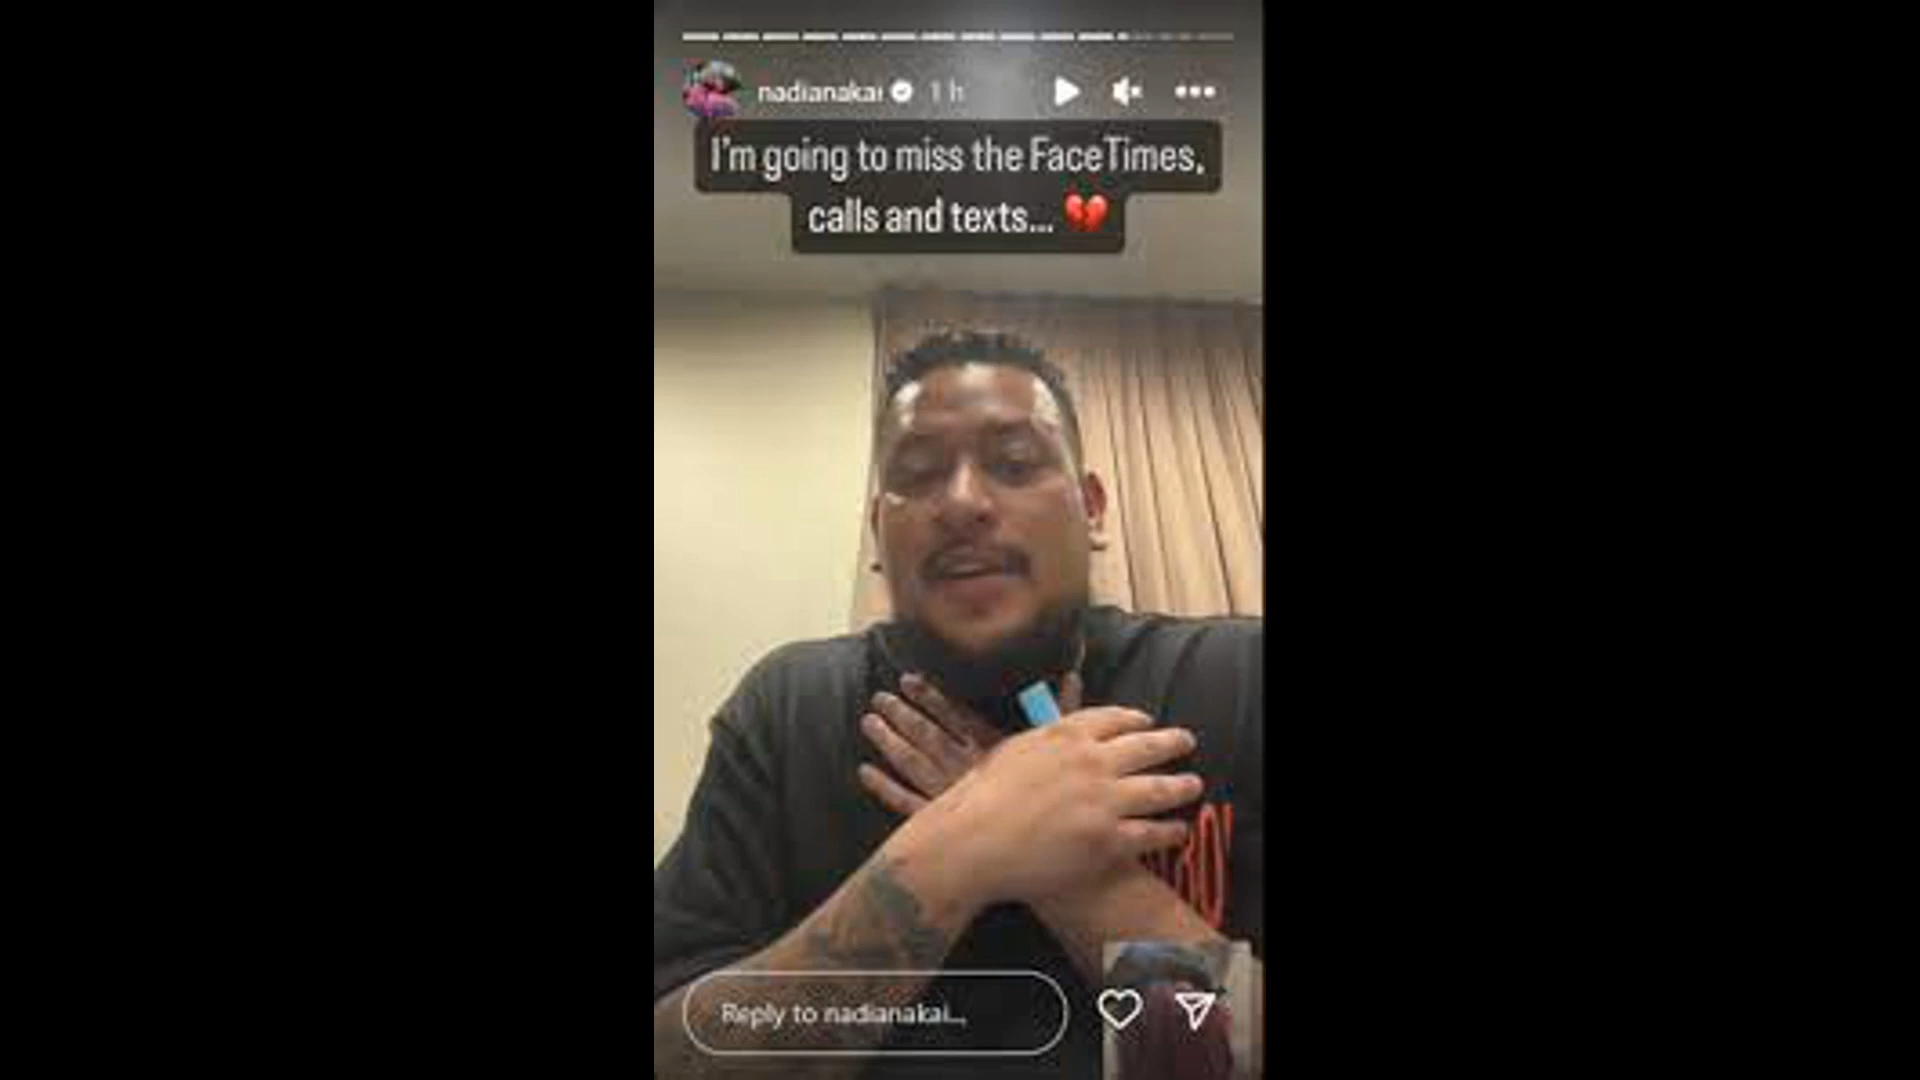 nadianakai 1 h
I'm going to miss the FaceTimes,
calls and texts... 💔
Reply to nadianakai...